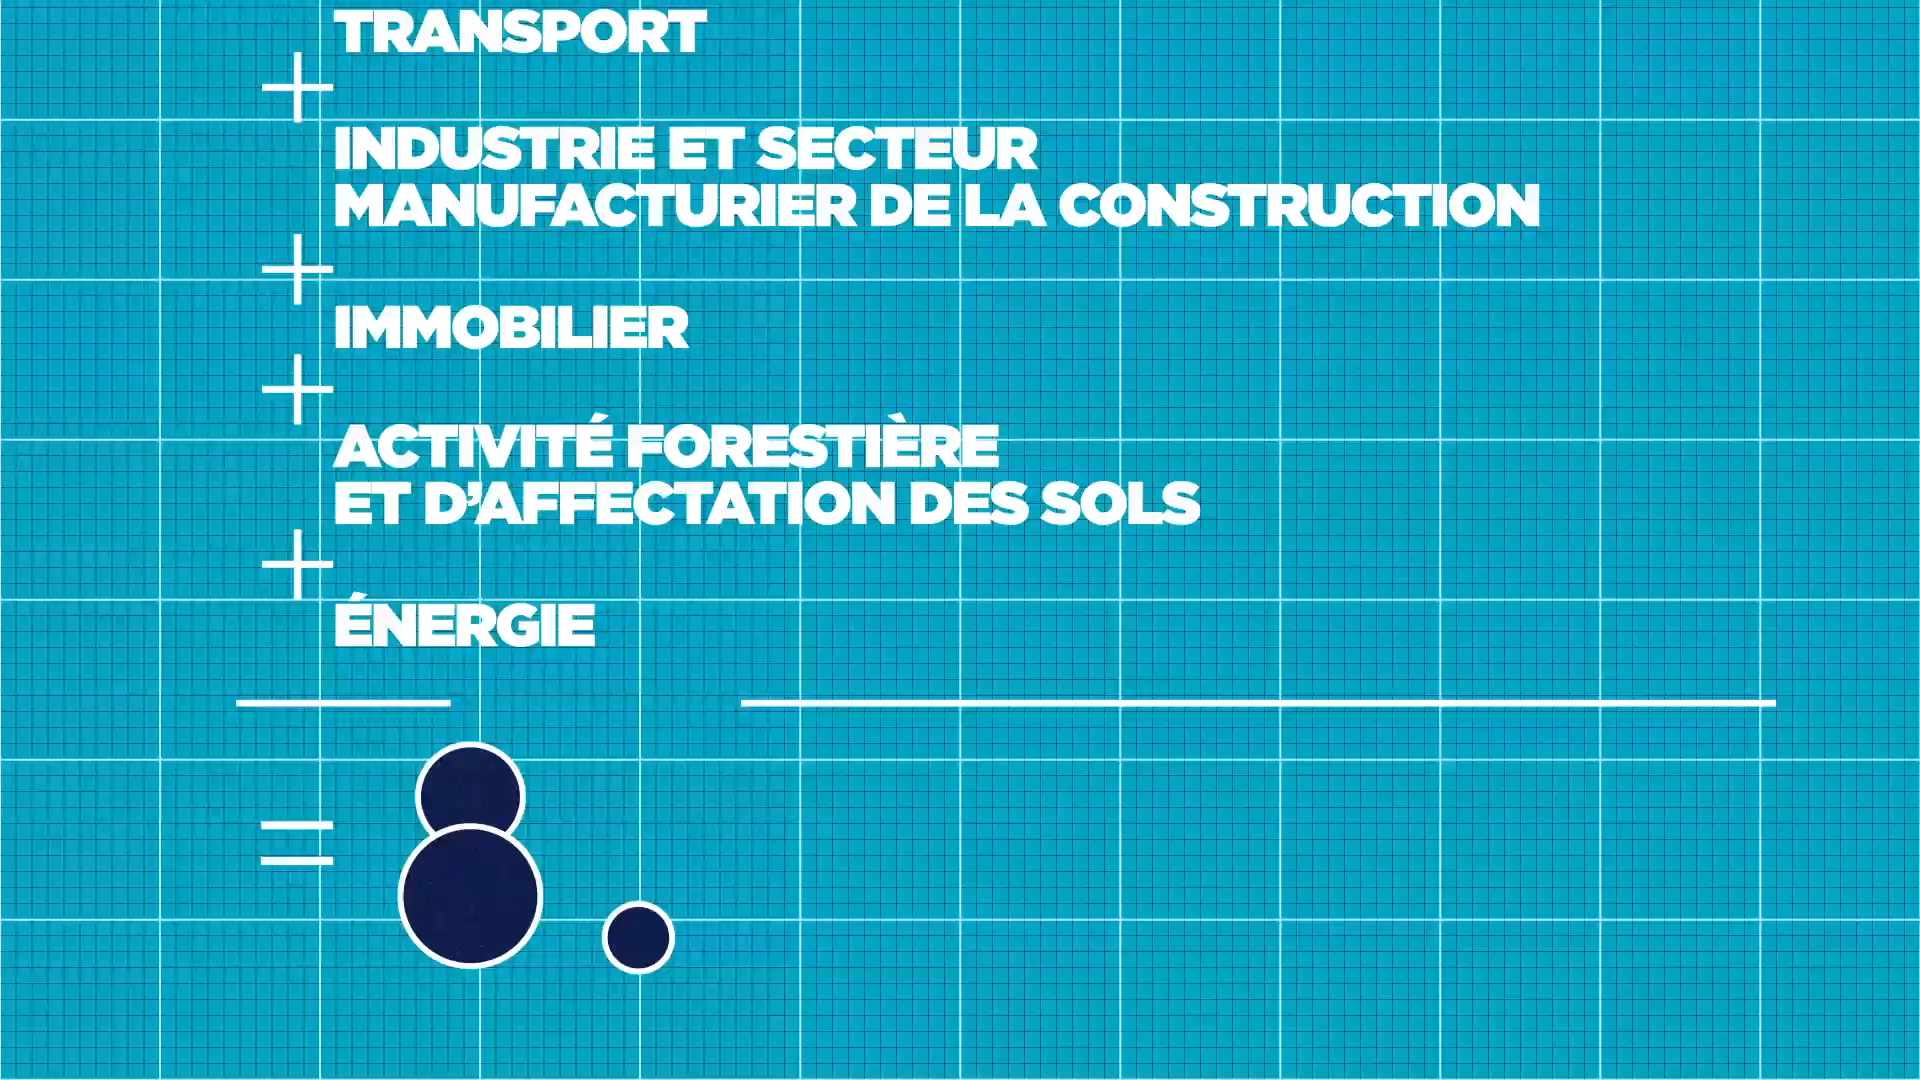 TRANSPORT
+
INDUSTRIE ET SECTEUR
MANUFACTURIER DE LA CONSTRUCTION
+
IMMOBILIER
+
ACTIVITÉ FORESTIÈRE
ET D’AFFECTATION DES SOLS
+
ÉNERGIE
=